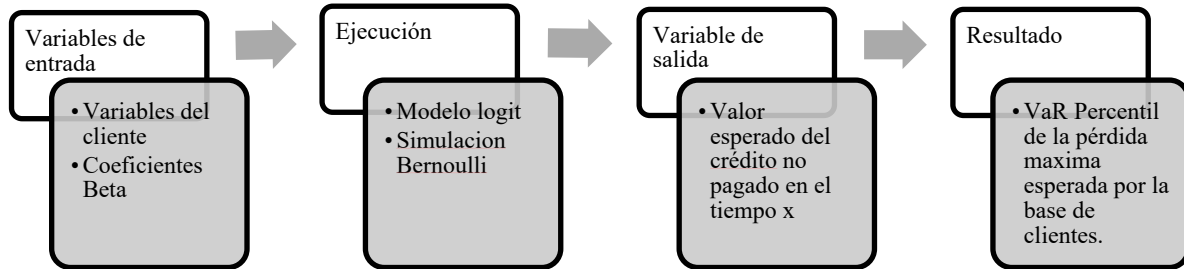 Variables de
entrada
• Variables del
cliente
• Coeficientes
Beta
Ejecución
• Modelo logit
• Simulacion
Bernoulli
Variable de
salida
• Valor
esperado del
crédito no
pagado en el
tiempo x
Resultado
• VaR Percentil
de la pérdida
maxima
esperada por la
base de
clientes.